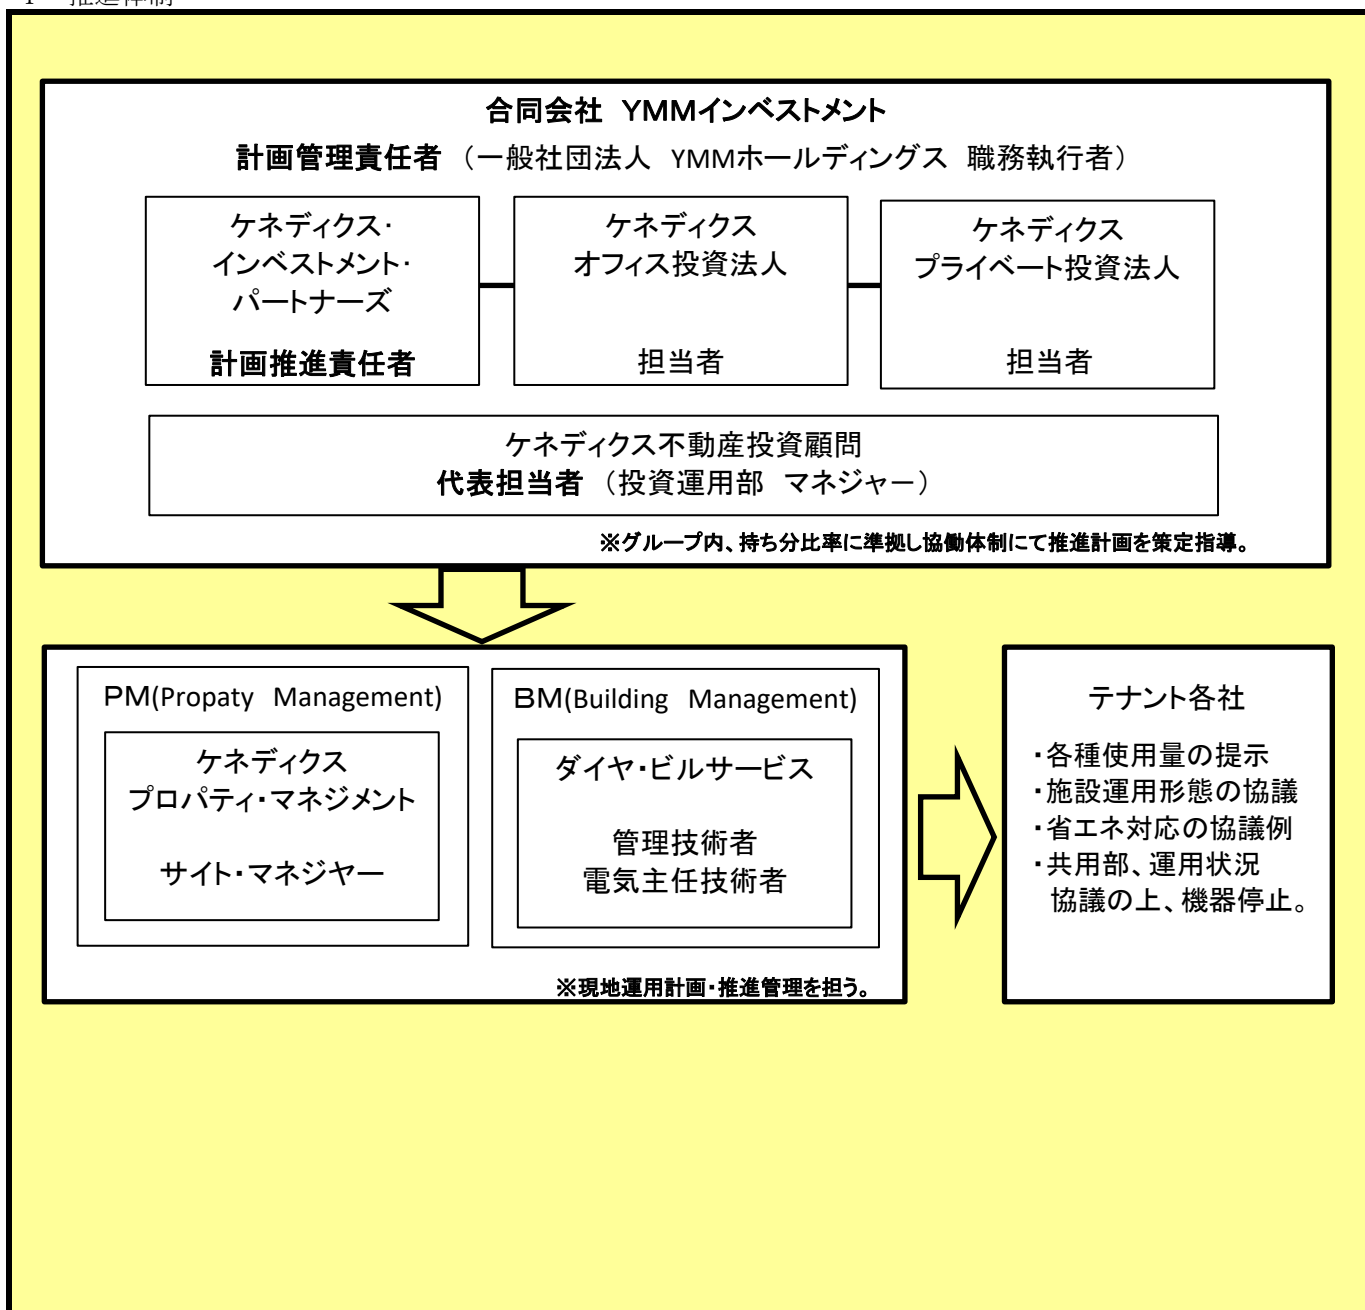 推進体制
合同会社 YMMインベストメント
計画管理責任者 （一般社団法人 YMMホールディングス 職務執行者）
ケネディクス・
インベストメント・
パートナーズ
計画推進責任者
ケネディクス
オフィス投資法人
担当者
ケネディクス
プライベート投資法人
担当者
ケネディクス不動産投資顧問
代表担当者 （投資運用部 マネジャー）
※グループ内、持ち分比率に準拠し協働体制にて推進計画を策定指導。
PM(Propaty Management)
ケネディクス
プロパティ・マネジメント
サイト・マネジヤー
BM(Building Management)
ダイヤ・ビルサービス
管理技術者
電気主任技術者
※現地運用計画・推進管理を担う。
テナント各社
・各種使用量の提示
・施設運用形態の協議
・省エネ対応の協議例
・共用部、運用状況
協議の上、機器停止。